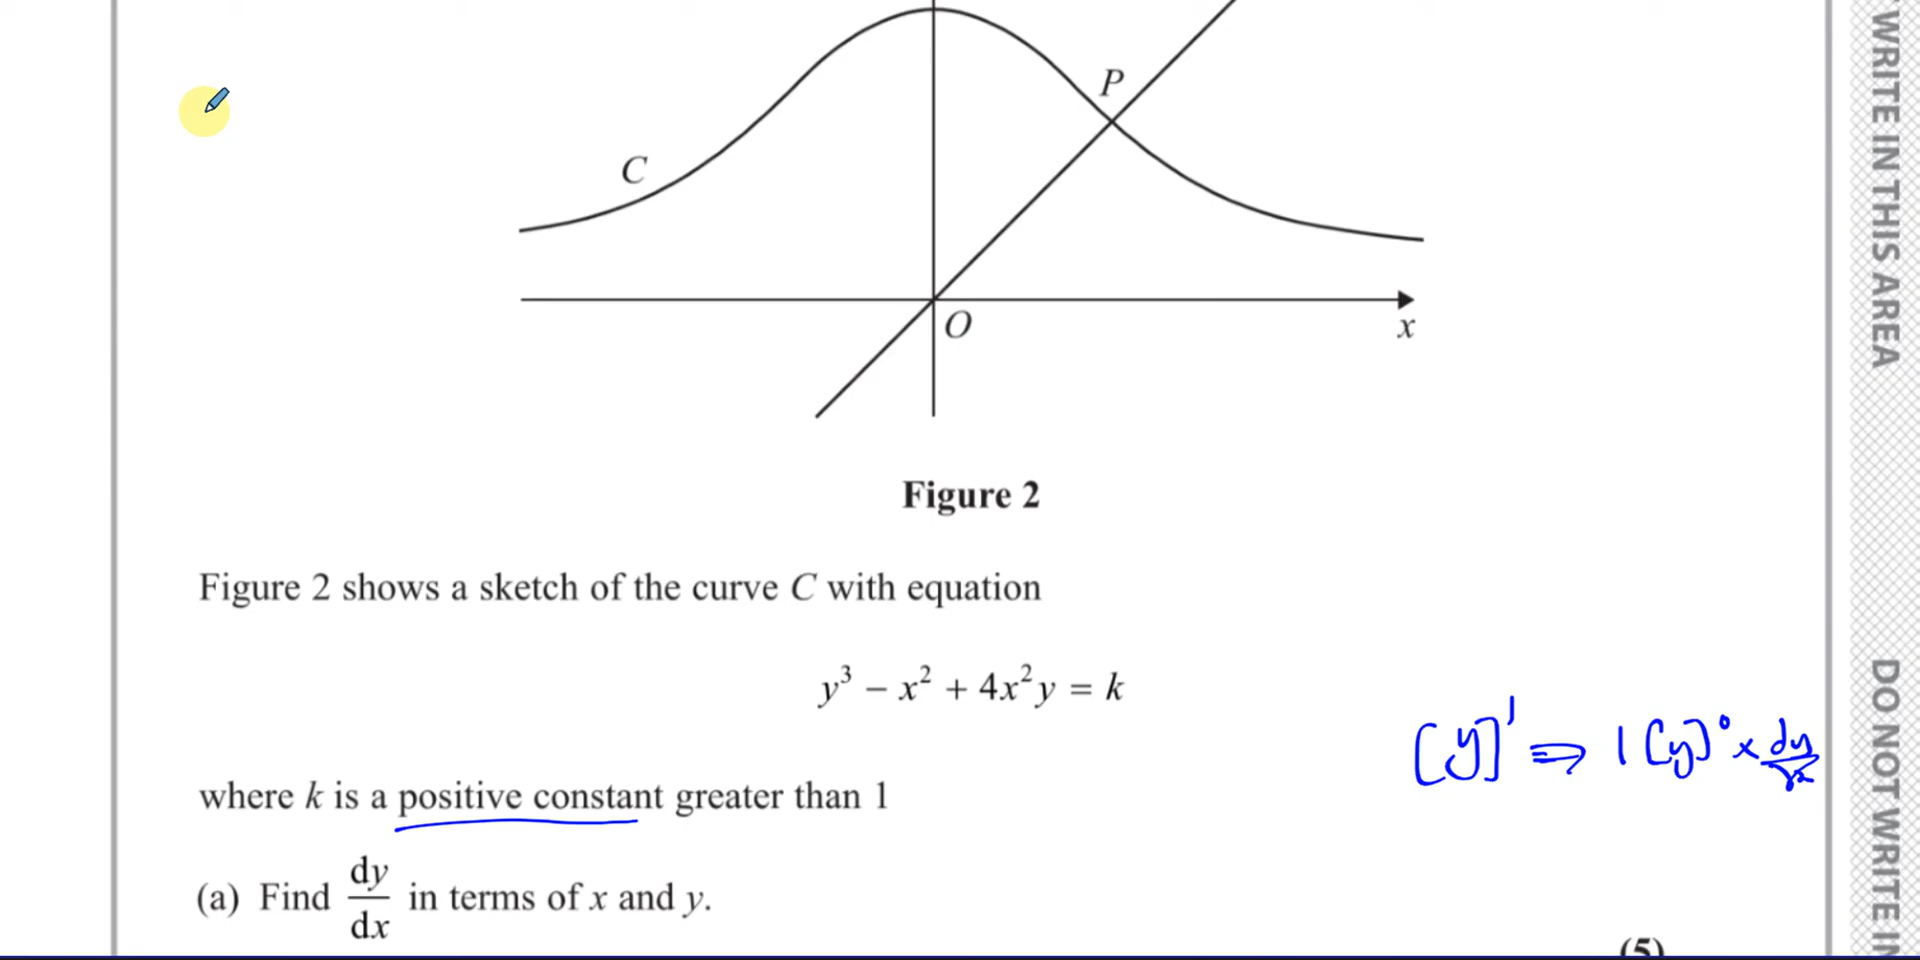 P
C
O
x
Figure 2
Figure 2 shows a sketch of the curve C with equation
y³ − x² + 4x²y = k
[y]¹ ⇒ 1[y]⁰ × dy/dx
where k is a positive constant greater than 1
(a) Find dy/dx in terms of x and y.
(5)
WRITE IN THIS AREA
DO NOT WRITE IN